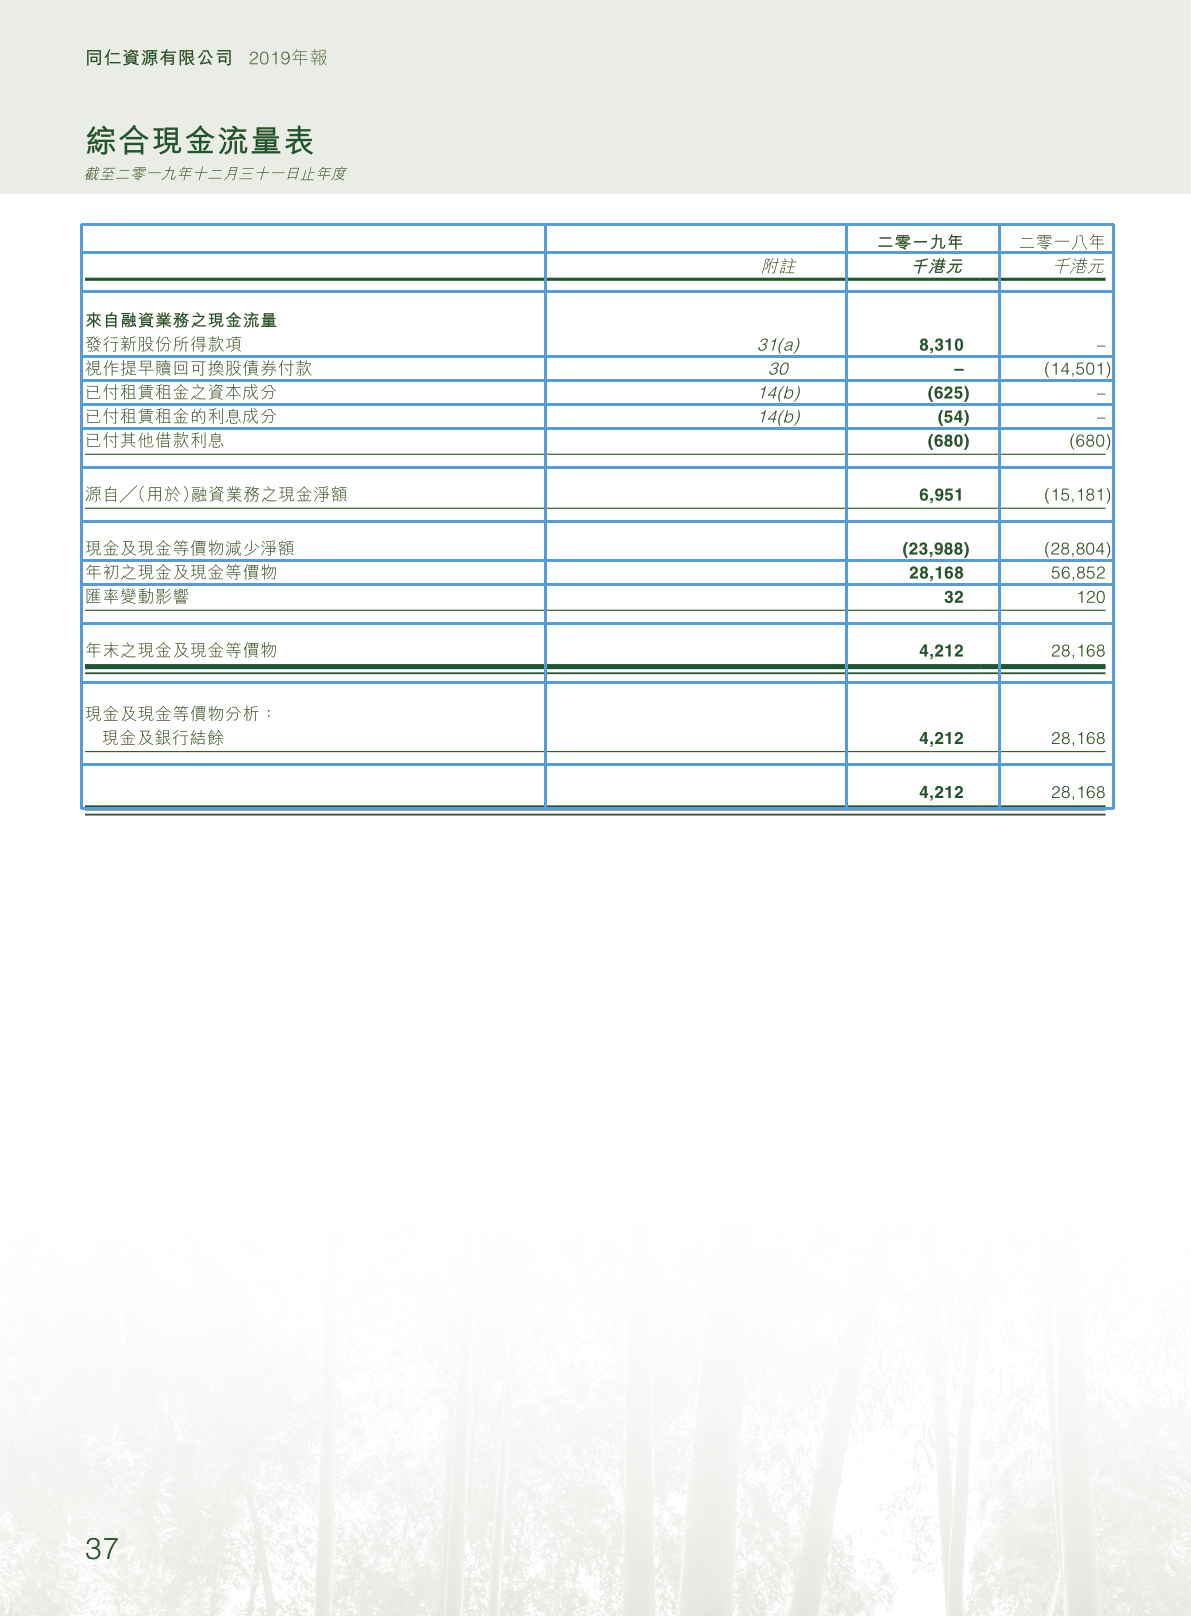 同仁資源有限公司 2019年報
綜合現金流量表
截至二零一九年十二月三十一日止年度
二零一九年 二零一八年
附註 千港元 千港元
來自融資業務之現金流量
發行新股份所得款項 31(a) 8,310 –
視作提早贖回可換股債券付款 30 – (14,501)
已付租賃租金之資本成分 14(b) (625) –
已付租賃租金的利息成分 14(b) (54) –
已付其他借款利息 (680) (680)
源自╱(用於)融資業務之現金淨額 6,951 (15,181)
現金及現金等價物減少淨額 (23,988) (28,804)
年初之現金及現金等價物 28,168 56,852
匯率變動影響 32 120
年末之現金及現金等價物 4,212 28,168
現金及現金等價物分析：
現金及銀行結餘 4,212 28,168
4,212 28,168
37